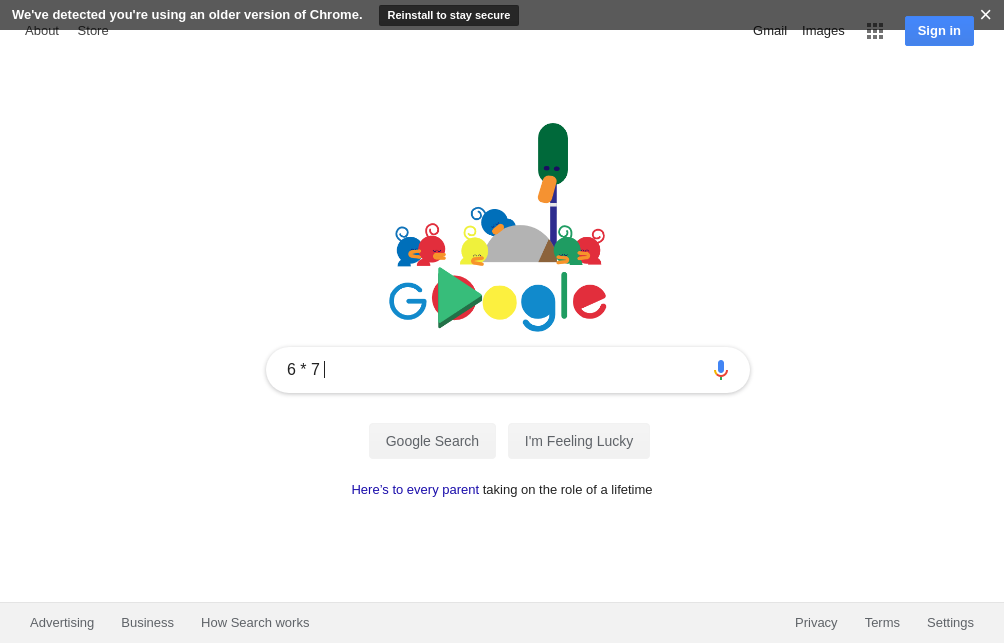 We've detected you're using an older version of Chrome. Reinstall to stay secure ×
About Store Gmail Images Sign in
Google
6 * 7
Google Search I'm Feeling Lucky
Here's to every parent taking on the role of a lifetime
Advertising Business How Search works Privacy Terms Settings